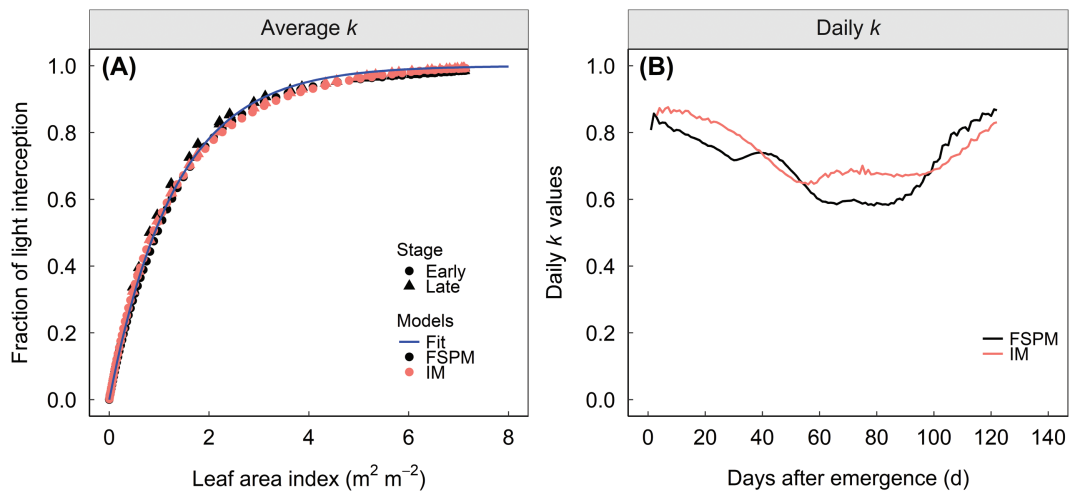 Average k
(A)
Fraction of light interception
1.0
0.8
0.6
0.4
0.2
0.0
Stage
Early
Late
Models
Fit
FSPM
IM
0 2 4 6 8
Leaf area index (m² m⁻²)
Daily k
(B)
Daily k values
1.0
0.8
0.6
0.4
0.2
0.0
FSPM
IM
0 20 40 60 80 100 120 140
Days after emergence (d)